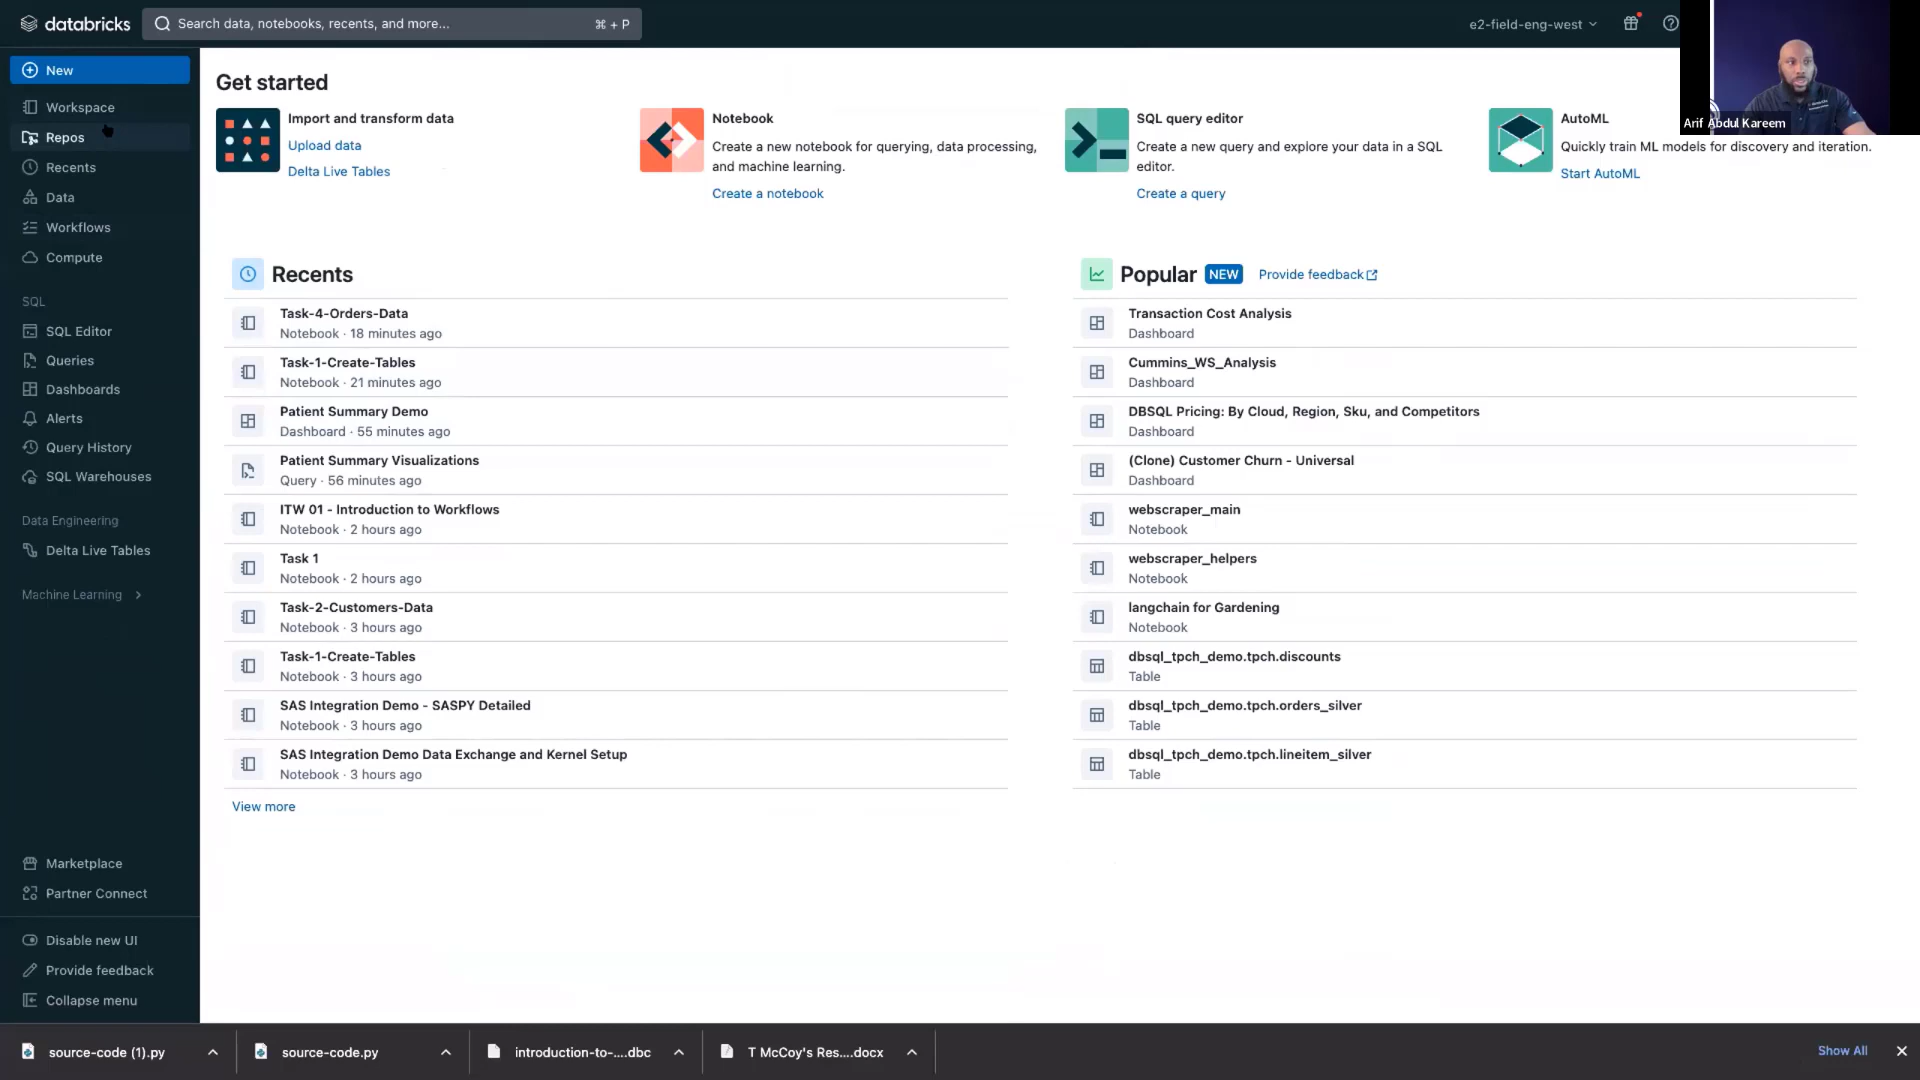 databricks
Search data, notebooks, recents, and more...
⌘ + P
e2-field-eng-west
New
Workspace
Repos
Recents
Data
Workflows
Compute
SQL
SQL Editor
Queries
Dashboards
Alerts
Query History
SQL Warehouses
Data Engineering
Delta Live Tables
Machine Learning
Marketplace
Partner Connect
Disable new UI
Provide feedback
Collapse menu
Get started
Import and transform data
Upload data
Delta Live Tables
Notebook
Create a new notebook for querying, data processing,
and machine learning.
Create a notebook
SQL query editor
Create a new query and explore your data in a SQL
editor.
Create a query
AutoML
Quickly train ML models for discovery and iteration.
Start AutoML
Arif Abdul Kareem
Recents
Task-4-Orders-Data
Notebook · 18 minutes ago
Task-1-Create-Tables
Notebook · 21 minutes ago
Patient Summary Demo
Dashboard · 55 minutes ago
Patient Summary Visualizations
Query · 56 minutes ago
ITW 01 - Introduction to Workflows
Notebook · 2 hours ago
Task 1
Notebook · 2 hours ago
Task-2-Customers-Data
Notebook · 3 hours ago
Task-1-Create-Tables
Notebook · 3 hours ago
SAS Integration Demo - SASPY Detailed
Notebook · 3 hours ago
SAS Integration Demo Data Exchange and Kernel Setup
Notebook · 3 hours ago
View more
Popular NEW Provide feedback
Transaction Cost Analysis
Dashboard
Cummins_WS_Analysis
Dashboard
DBSQL Pricing: By Cloud, Region, Sku, and Competitors
Dashboard
(Clone) Customer Churn - Universal
Dashboard
webscraper_main
Notebook
webscraper_helpers
Notebook
langchain for Gardening
Notebook
dbsql_tpch_demo.tpch.discounts
Table
dbsql_tpch_demo.tpch.orders_silver
Table
dbsql_tpch_demo.tpch.lineitem_silver
Table
source-code (1).py
source-code.py
introduction-to-....dbc
T McCoy's Res....docx
Show All